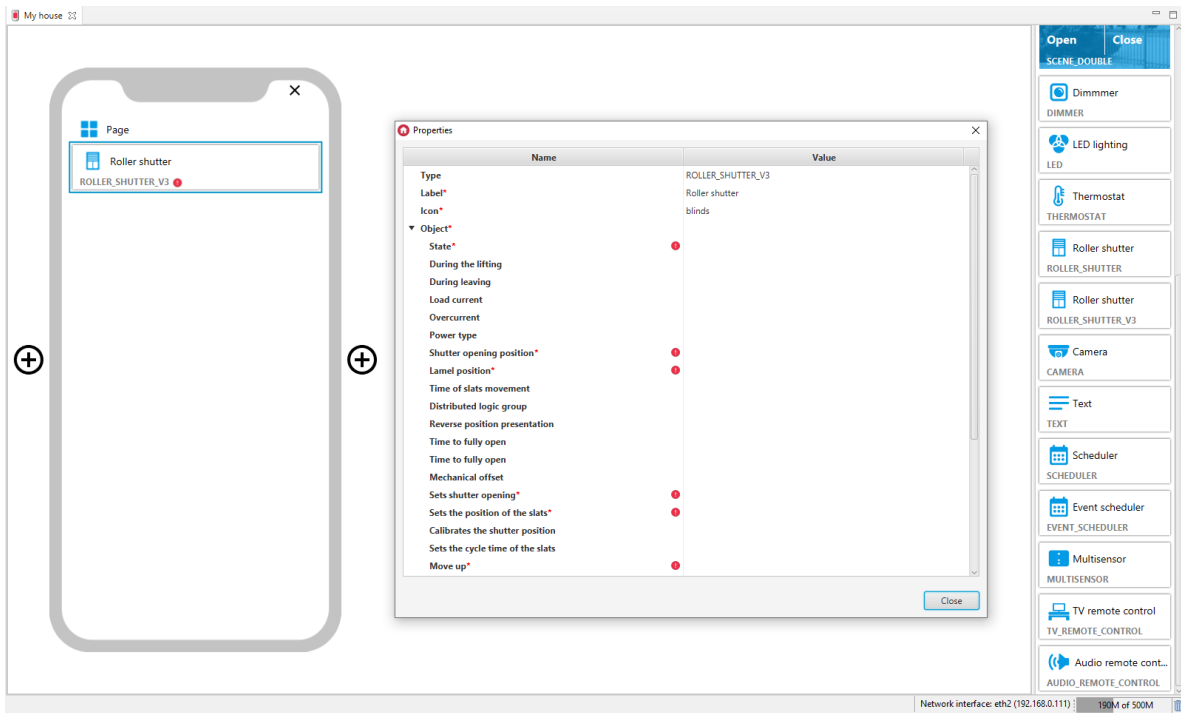 My house
Page
Roller shutter
ROLLER_SHUTTER_V3
Properties
Name Value
Type ROLLER_SHUTTER_V3
Label* Roller shutter
Icon* blinds
Object*
State*
During the lifting
During leaving
Load current
Overcurrent
Power type
Shutter opening position*
Lamel position*
Time of slats movement
Distributed logic group
Reverse position presentation
Time to fully open
Time to fully open
Mechanical offset
Sets shutter opening*
Sets the position of the slats*
Calibrates the shutter position
Sets the cycle time of the slats
Move up*
Close
Open Close
SCENE_DOUBLE
Dimmmer
DIMMER
LED lighting
LED
Thermostat
THERMOSTAT
Roller shutter
ROLLER_SHUTTER
Roller shutter
ROLLER_SHUTTER_V3
Camera
CAMERA
Text
TEXT
Scheduler
SCHEDULER
Event scheduler
EVENT_SCHEDULER
Multisensor
MULTISENSOR
TV remote control
TV_REMOTE_CONTROL
Audio remote cont...
AUDIO_REMOTE_CONTROL
Network interface: eth2 (192.168.0.111) 190M of 500M